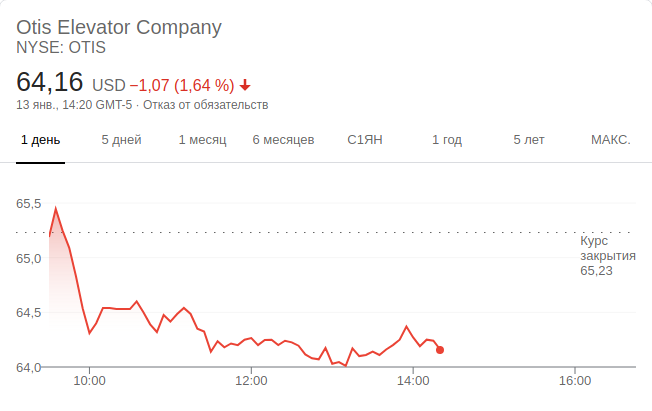 Otis Elevator Company
NYSE: OTIS
64,16 USD −1,07 (1,64 %)
13 янв., 14:20 GMT-5 · Отказ от обязательств
1 день 5 дней 1 месяц 6 месяцев С1ЯН 1 год 5 лет МАКС.
65,5
Курс
закрытия
65,23
65,0
64,5
64,0
10:00 12:00 14:00 16:00